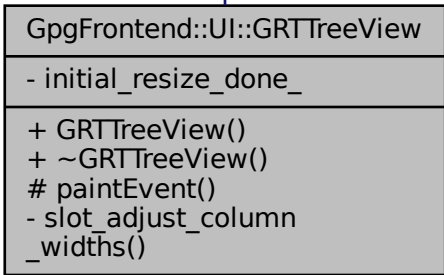 GpgFrontend::UI::GRTTreeView
- initial_resize_done_
+ GRTTreeView()
+ ~GRTTreeView()
# paintEvent()
- slot_adjust_column
_widths()